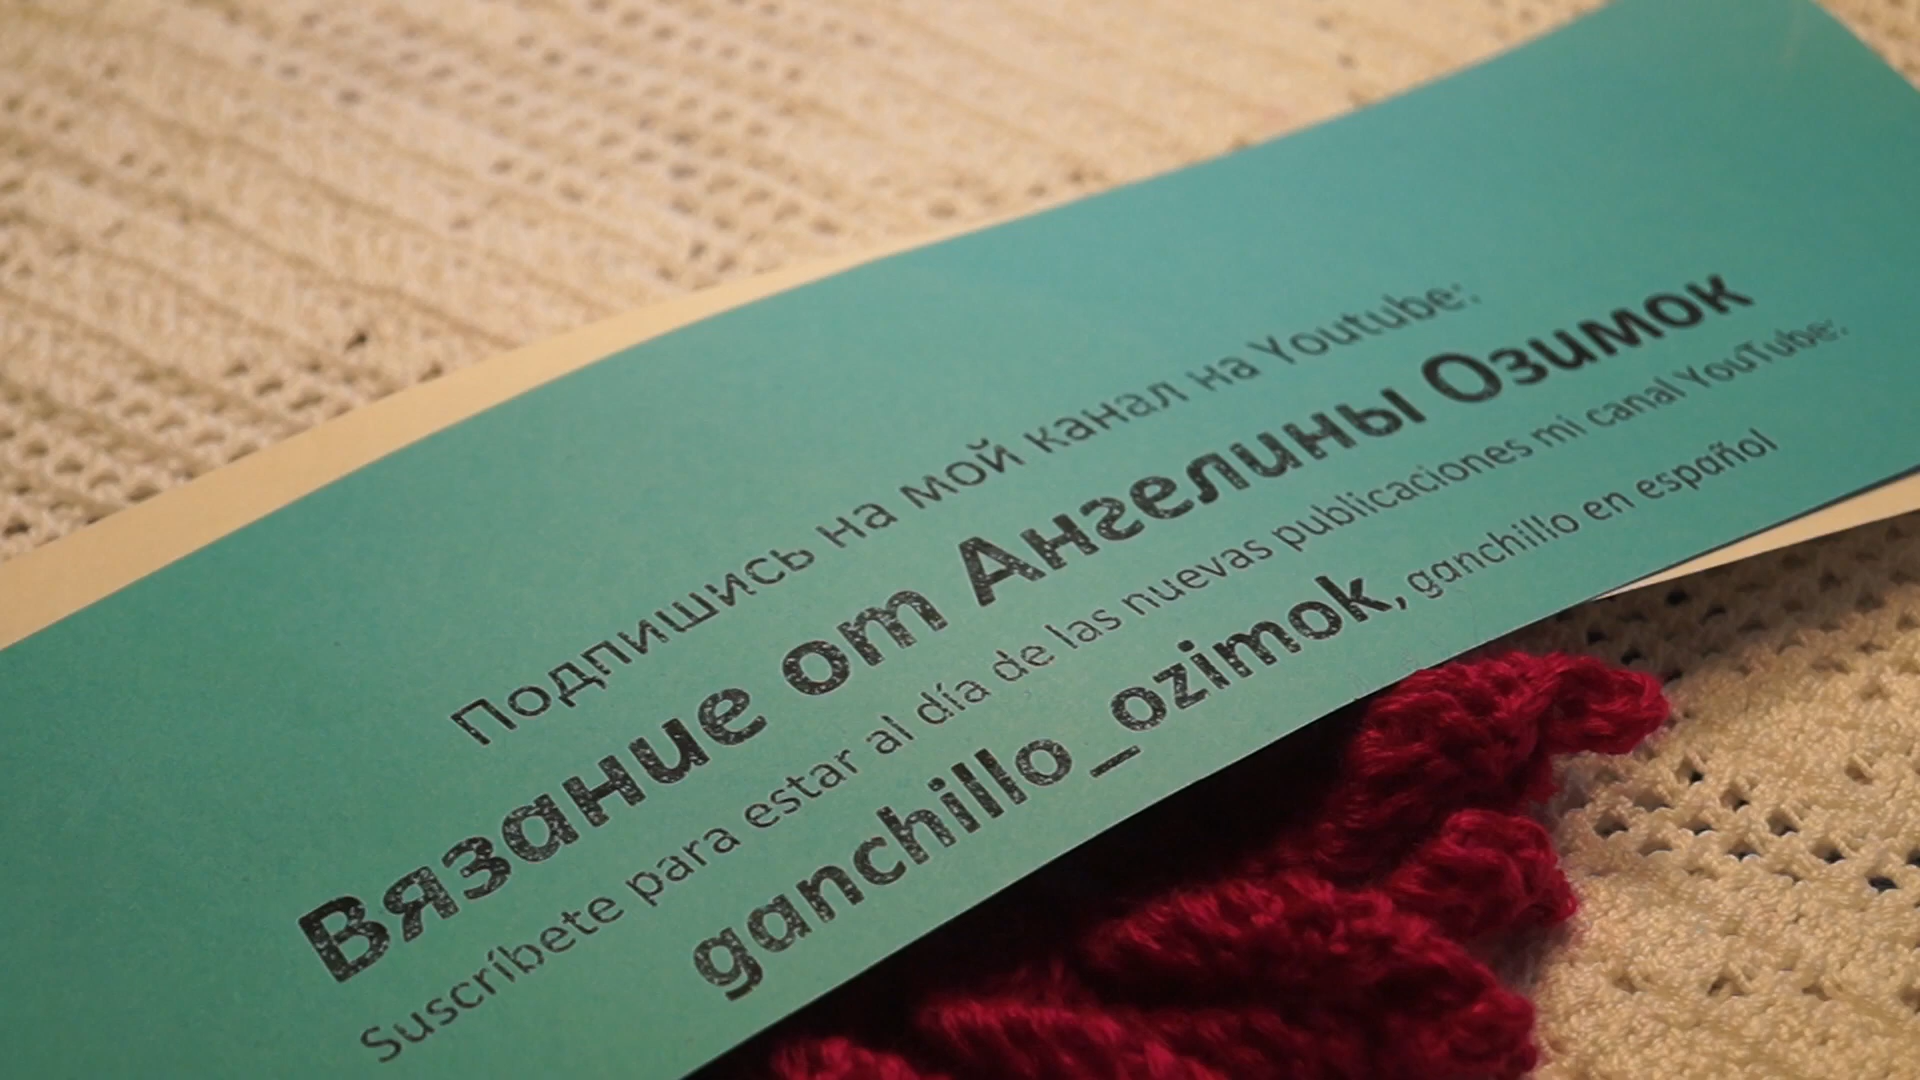 Подпишись на мой канал на Youtube:
Вязание от Ангелины Озимок
Suscríbete para estar al día de las nuevas publicaciones mi canal YouTube:
ganchillo_ozimok, ganchillo en español